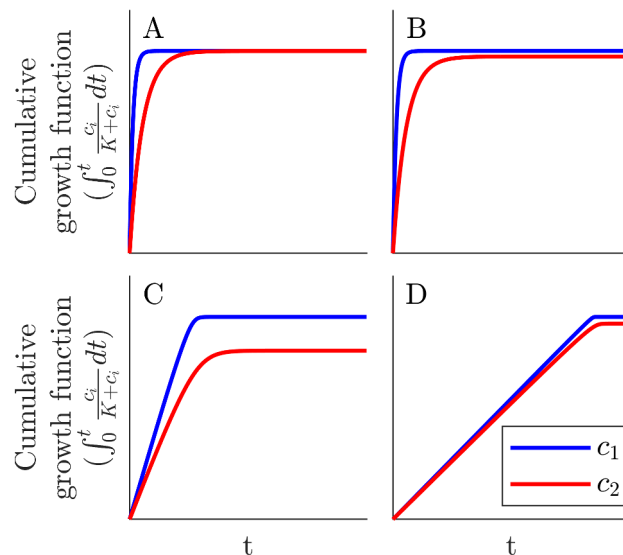 A
B
Cumulative
growth function
(∫₀ᵗ cᵢ/(K+cᵢ) dt)
C
D
Cumulative
growth function
(∫₀ᵗ cᵢ/(K+cᵢ) dt)
c₁
c₂
t
t